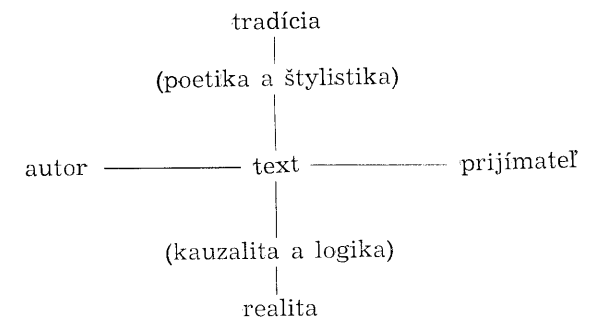 tradícia
(poetika a štylistika)
autor text prijímateľ
(kauzalita a logika)
realita